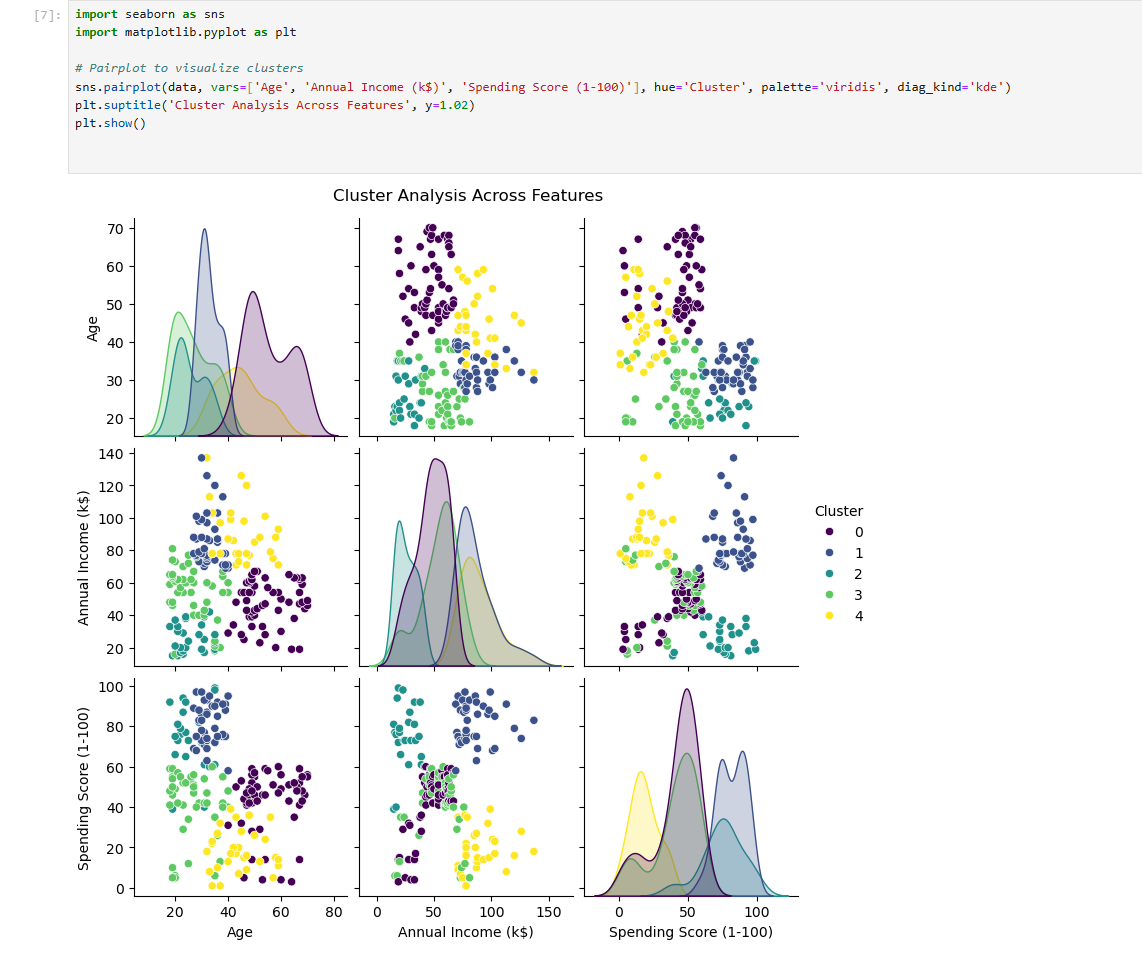 [7]:
import seaborn as sns
import matplotlib.pyplot as plt
# Pairplot to visualize clusters
sns.pairplot(data, vars=['Age', 'Annual Income (k$)', 'Spending Score (1-100)'], hue='Cluster', palette='viridis', diag_kind='kde')
plt.suptitle('Cluster Analysis Across Features', y=1.02)
plt.show()
Cluster Analysis Across Features
70
60
50
40
30
20
Age
140
120
100
80
60
40
20
Annual Income (k$)
Cluster
0
1
2
3
4
100
80
60
40
20
0
Spending Score (1-100)
20 40 60 80
0 50 100 150
0 50 100
Age
Annual Income (k$)
Spending Score (1-100)